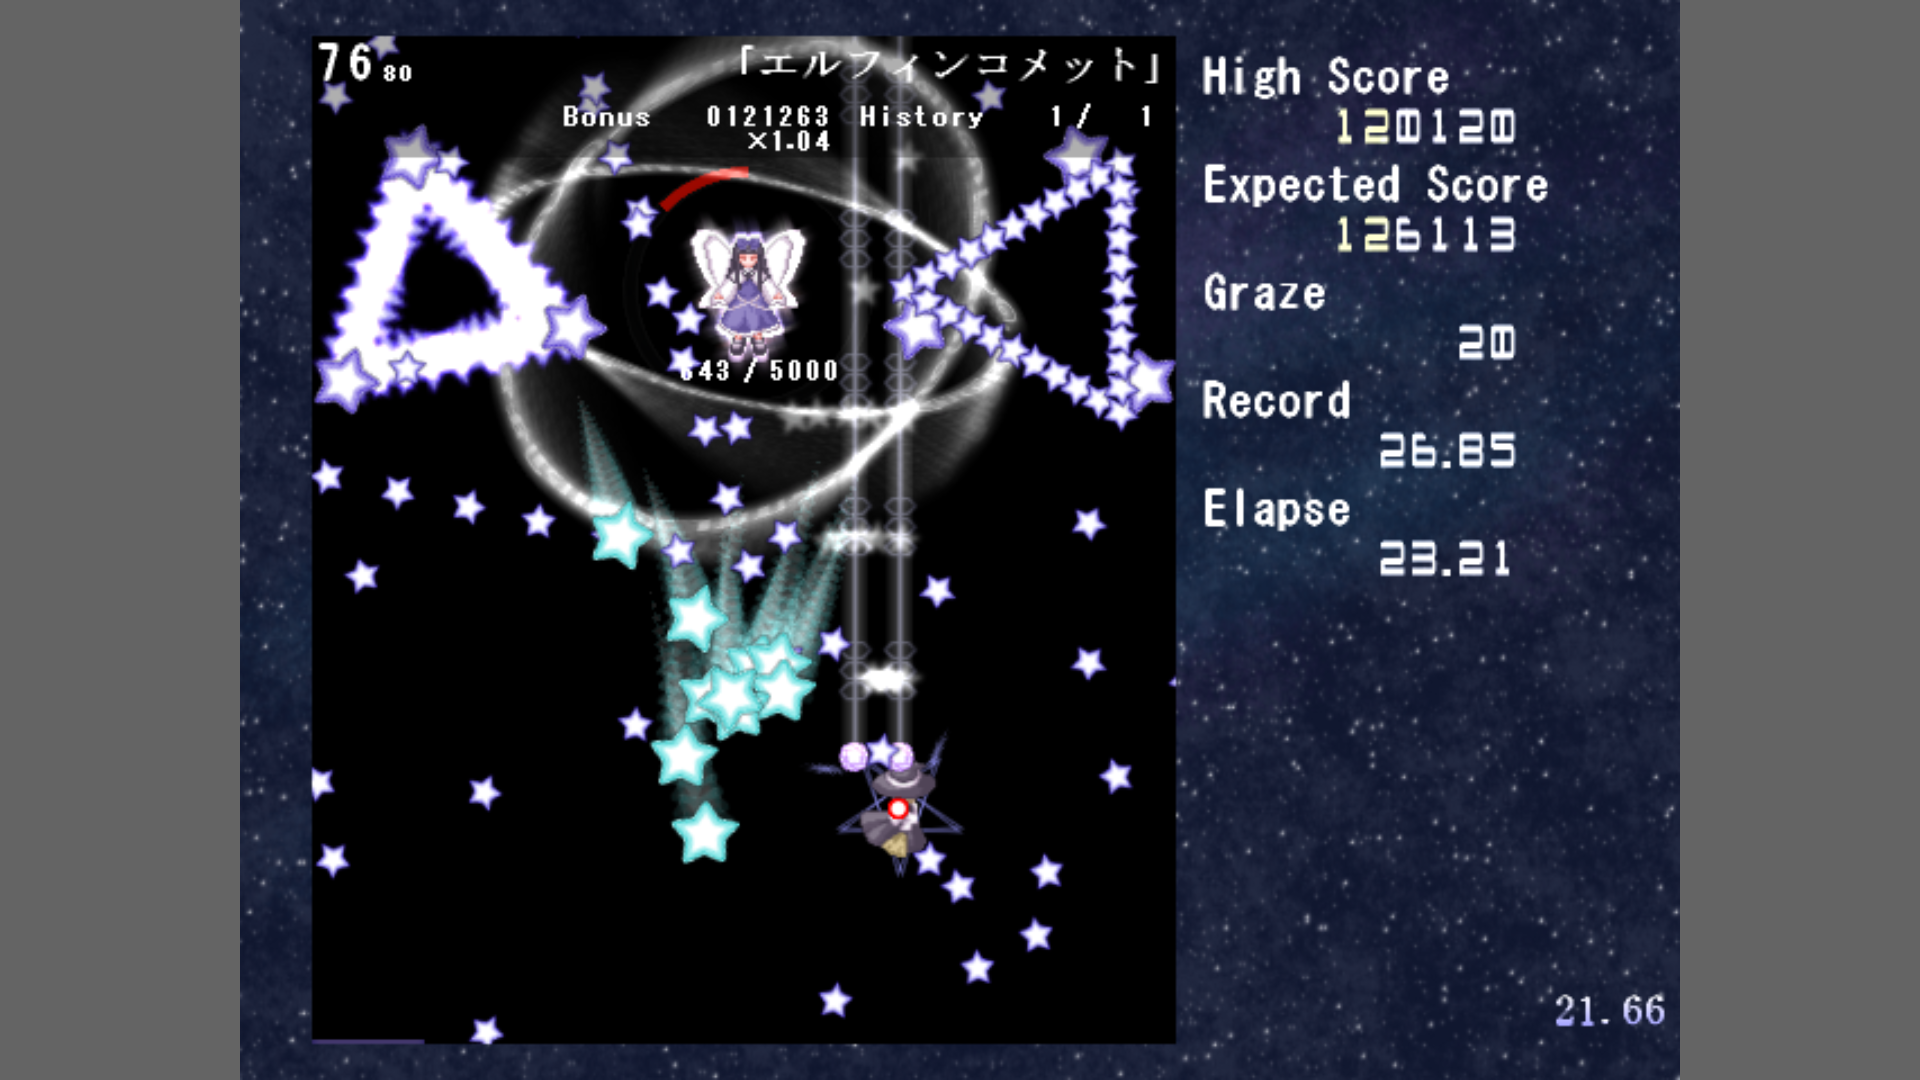 76 80
「エルフィンコメット」
Bonus 0121263 History 1 / 1
×1.04
/ 5000
High Score
120120
Expected Score
126113
Graze
20
Record
26.85
Elapse
23.21
21.66